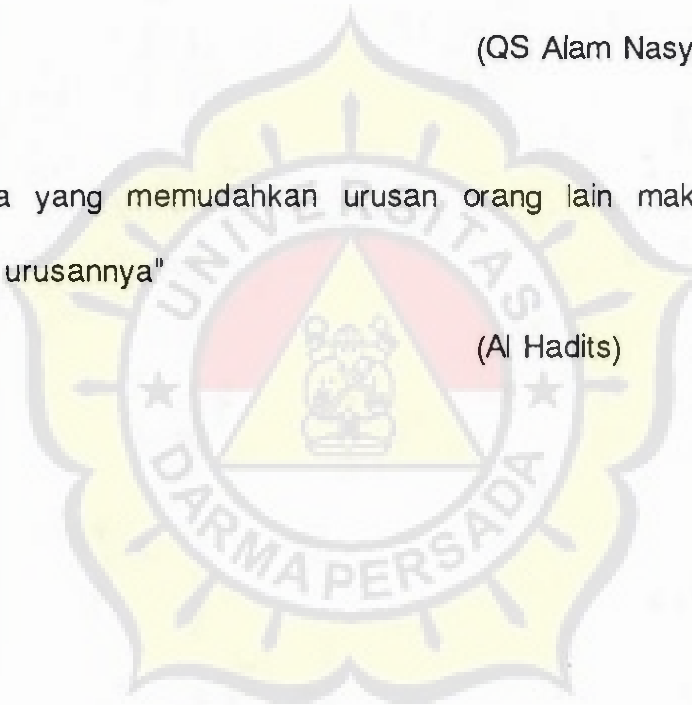 (QS Alam Nasy
a yang memudahkan urusan orang lain mak
urusannya"
(Al Hadits)
UNIVERSITAS
DARMA PERSADA